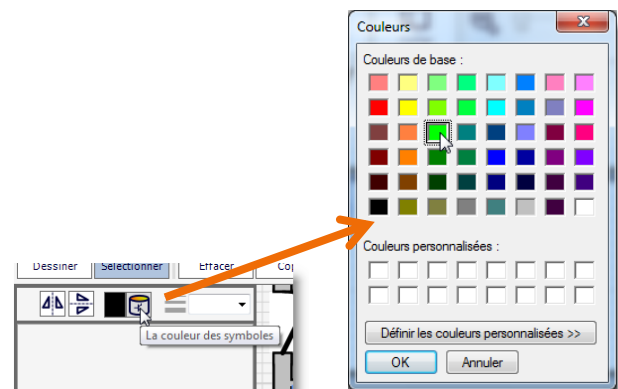 Couleurs
Couleurs de base :
Couleurs personnalisées :
Définir les couleurs personnalisées >>
OK Annuler
Dessiner Sélectionner Effacer
La couleur des symboles